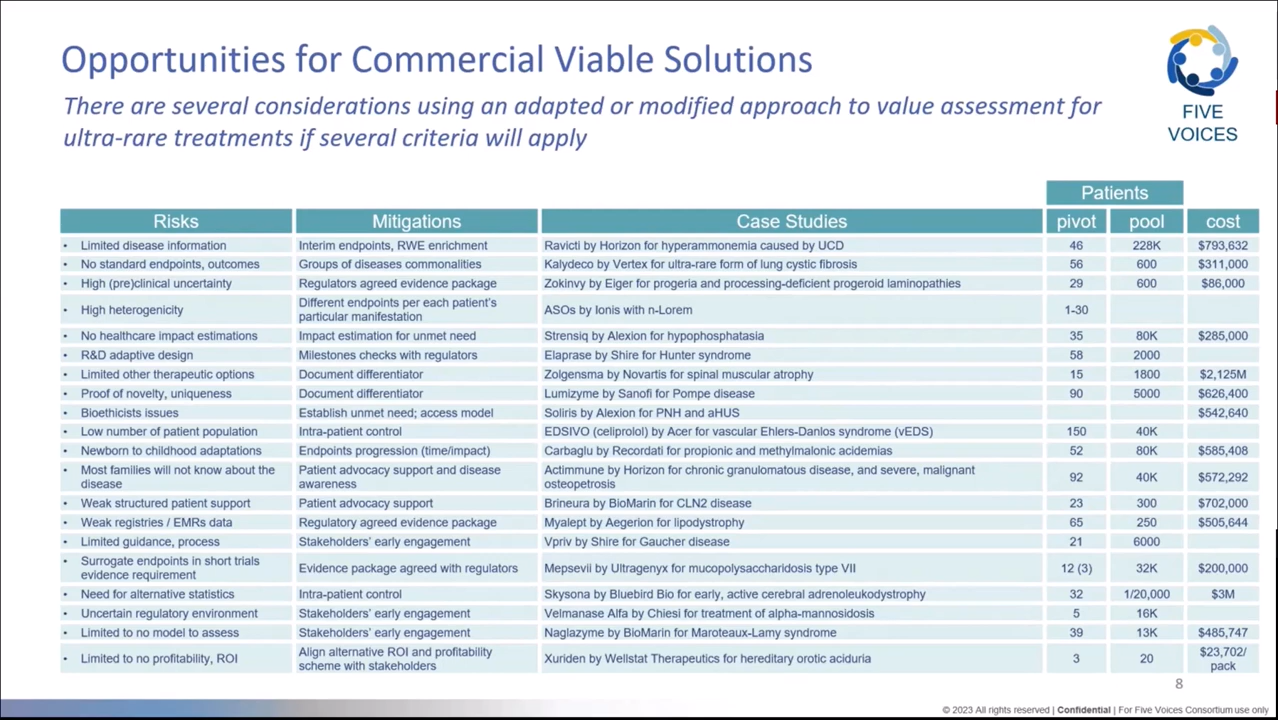 Opportunities for Commercial Viable Solutions
There are several considerations using an adapted or modified approach to value assessment for
ultra-rare treatments if several criteria will apply
FIVE
VOICES
Patients
Risks Mitigations Case Studies pivot pool cost
• Limited disease information Interim endpoints, RWE enrichment Ravicti by Horizon for hyperammonemia caused by UCD 46 228K $793,632
• No standard endpoints, outcomes Groups of diseases commonalities Kalydeco by Vertex for ultra-rare form of lung cystic fibrosis 56 600 $311,000
• High (pre)clinical uncertainty Regulators agreed evidence package Zokinvy by Eiger for progeria and processing-deficient progeroid laminopathies 29 600 $86,000
• High heterogenicity Different endpoints per each patient's
particular manifestation ASOs by Ionis with n-Lorem 1-30
• No healthcare impact estimations Impact estimation for unmet need Strensiq by Alexion for hypophosphatasia 35 80K $285,000
• R&D adaptive design Milestones checks with regulators Elaprase by Shire for Hunter syndrome 58 2000
• Limited other therapeutic options Document differentiator Zolgensma by Novartis for spinal muscular atrophy 15 1800 $2,125M
• Proof of novelty, uniqueness Document differentiator Lumizyme by Sanofi for Pompe disease 90 5000 $626,400
• Bioethicists issues Establish unmet need; access model Soliris by Alexion for PNH and aHUS $542,640
• Low number of patient population Intra-patient control EDSIVO (celiprolol) by Acer for vascular Ehlers-Danlos syndrome (vEDS) 150 40K
• Newborn to childhood adaptations Endpoints progression (time/impact) Carbaglu by Recordati for propionic and methylmalonic acidemias 52 80K $585,408
• Most families will not know about the
disease Patient advocacy support and disease
awareness Actimmune by Horizon for chronic granulomatous disease, and severe, malignant
osteopetrosis 92 40K $572,292
• Weak structured patient support Patient advocacy support Brineura by BioMarin for CLN2 disease 23 300 $702,000
• Weak registries / EMRs data Regulatory agreed evidence package Myalept by Aegerion for lipodystrophy 65 250 $505,644
• Limited guidance, process Stakeholders' early engagement Vpriv by Shire for Gaucher disease 21 6000
• Surrogate endpoints in short trials
evidence requirement Evidence package agreed with regulators Mepsevii by Ultragenyx for mucopolysaccharidosis type VII 12 (3) 32K $200,000
• Need for alternative statistics Intra-patient control Skysona by Bluebird Bio for early, active cerebral adrenoleukodystrophy 32 1/20,000 $3M
• Uncertain regulatory environment Stakeholders' early engagement Velmanase Alfa by Chiesi for treatment of alpha-mannosidosis 5 16K
• Limited to no model to assess Stakeholders' early engagement Naglazyme by BioMarin for Maroteaux-Lamy syndrome 39 13K $485,747
• Limited to no profitability, ROI Align alternative ROI and profitability
scheme with stakeholders Xuriden by Wellstat Therapeutics for hereditary orotic aciduria 3 20 $23,702/
pack
8
© 2023 All rights reserved | Confidential | For Five Voices Consortium use only